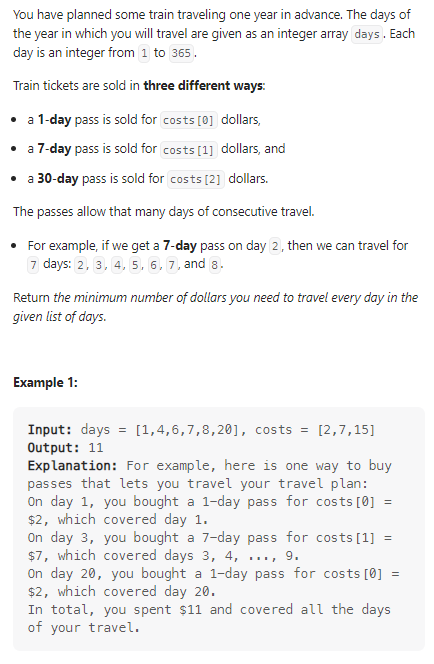 You have planned some train traveling one year in advance. The days of
the year in which you will travel are given as an integer array days. Each
day is an integer from 1 to 365.
Train tickets are sold in three different ways:
• a 1-day pass is sold for costs[0] dollars,
• a 7-day pass is sold for costs[1] dollars, and
• a 30-day pass is sold for costs[2] dollars.
The passes allow that many days of consecutive travel.
• For example, if we get a 7-day pass on day 2, then we can travel for
7 days: 2, 3, 4, 5, 6, 7, and 8.
Return the minimum number of dollars you need to travel every day in the
given list of days.
Example 1:
Input: days = [1,4,6,7,8,20], costs = [2,7,15]
Output: 11
Explanation: For example, here is one way to buy
passes that lets you travel your travel plan:
On day 1, you bought a 1-day pass for costs[0] =
$2, which covered day 1.
On day 3, you bought a 7-day pass for costs[1] =
$7, which covered days 3, 4, ..., 9.
On day 20, you bought a 1-day pass for costs[0] =
$2, which covered day 20.
In total, you spent $11 and covered all the days
of your travel.